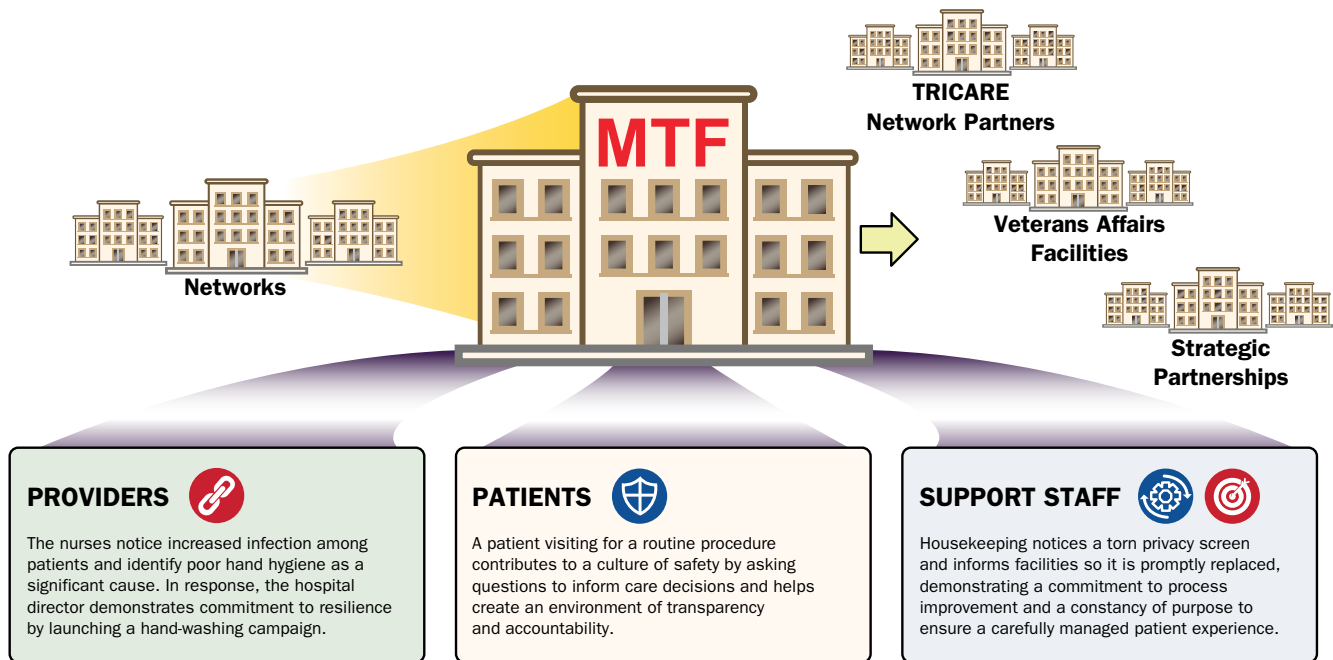 TRICARE
Network Partners
MTF
Networks
Veterans Affairs
Facilities
Strategic
Partnerships
PROVIDERS
The nurses notice increased infection among
patients and identify poor hand hygiene as a
significant cause. In response, the hospital
director demonstrates commitment to resilience
by launching a hand-washing campaign.
PATIENTS
A patient visiting for a routine procedure
contributes to a culture of safety by asking
questions to inform care decisions and helps
create an environment of transparency
and accountability.
SUPPORT STAFF
Housekeeping notices a torn privacy screen
and informs facilities so it is promptly replaced,
demonstrating a commitment to process
improvement and a constancy of purpose to
ensure a carefully managed patient experience.